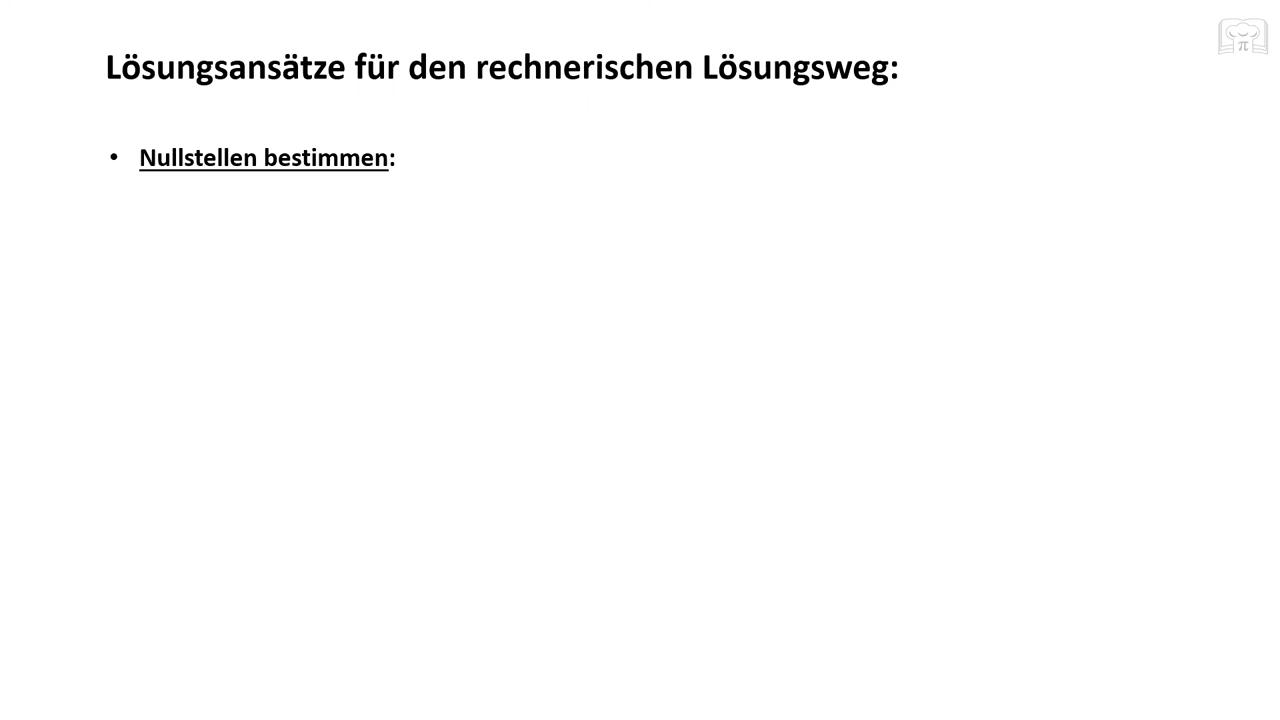 Lösungsansätze für den rechnerischen Lösungsweg:
• Nullstellen bestimmen:
π